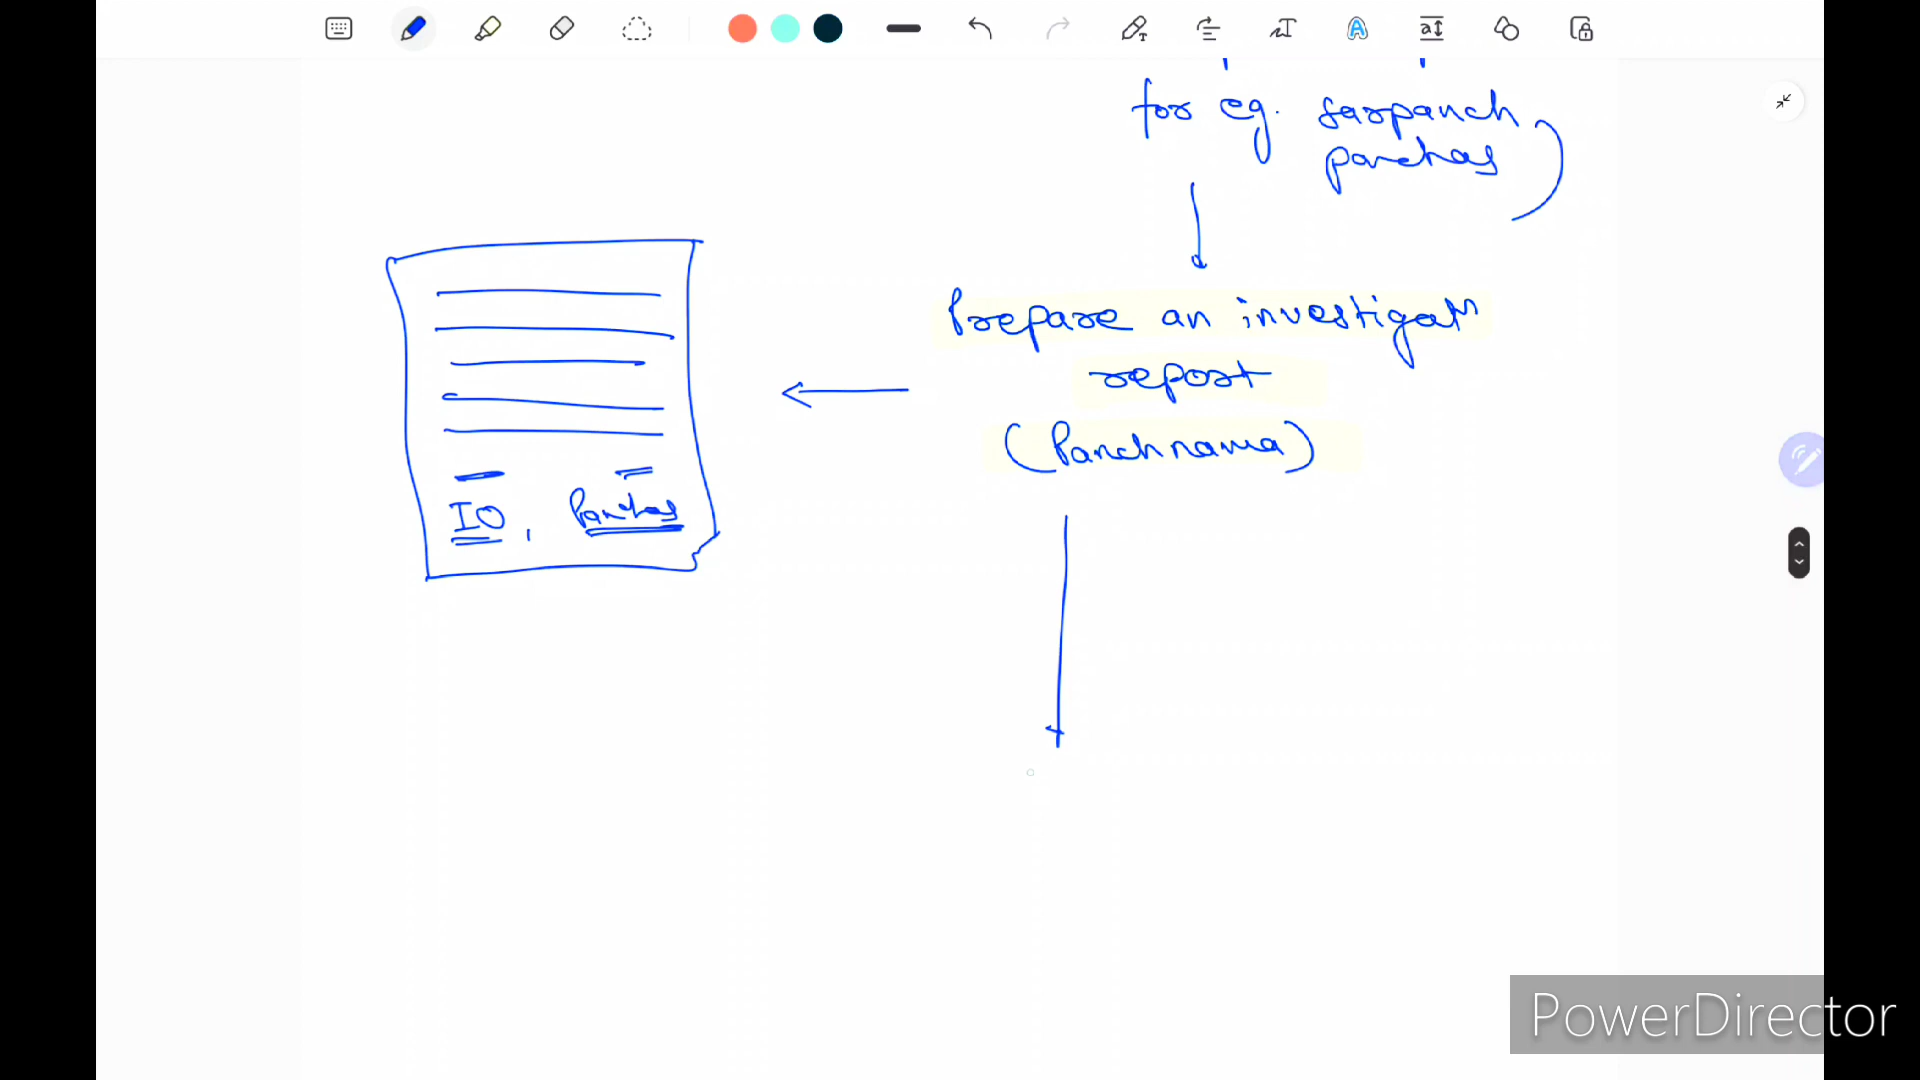 for eg. sarpanch
panchas)
Prepare an investigatn
report
(Panchnama)
IO, Panchas
PowerDirector